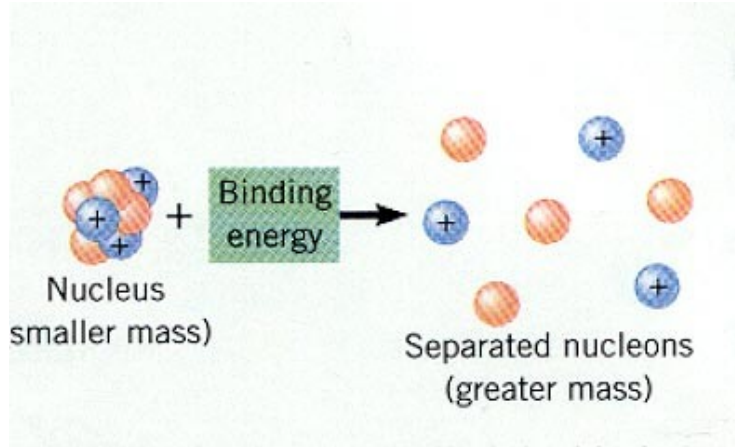 +
Binding
energy
Nucleus
smaller mass)
Separated nucleons
(greater mass)
+
+
+
+
+
+